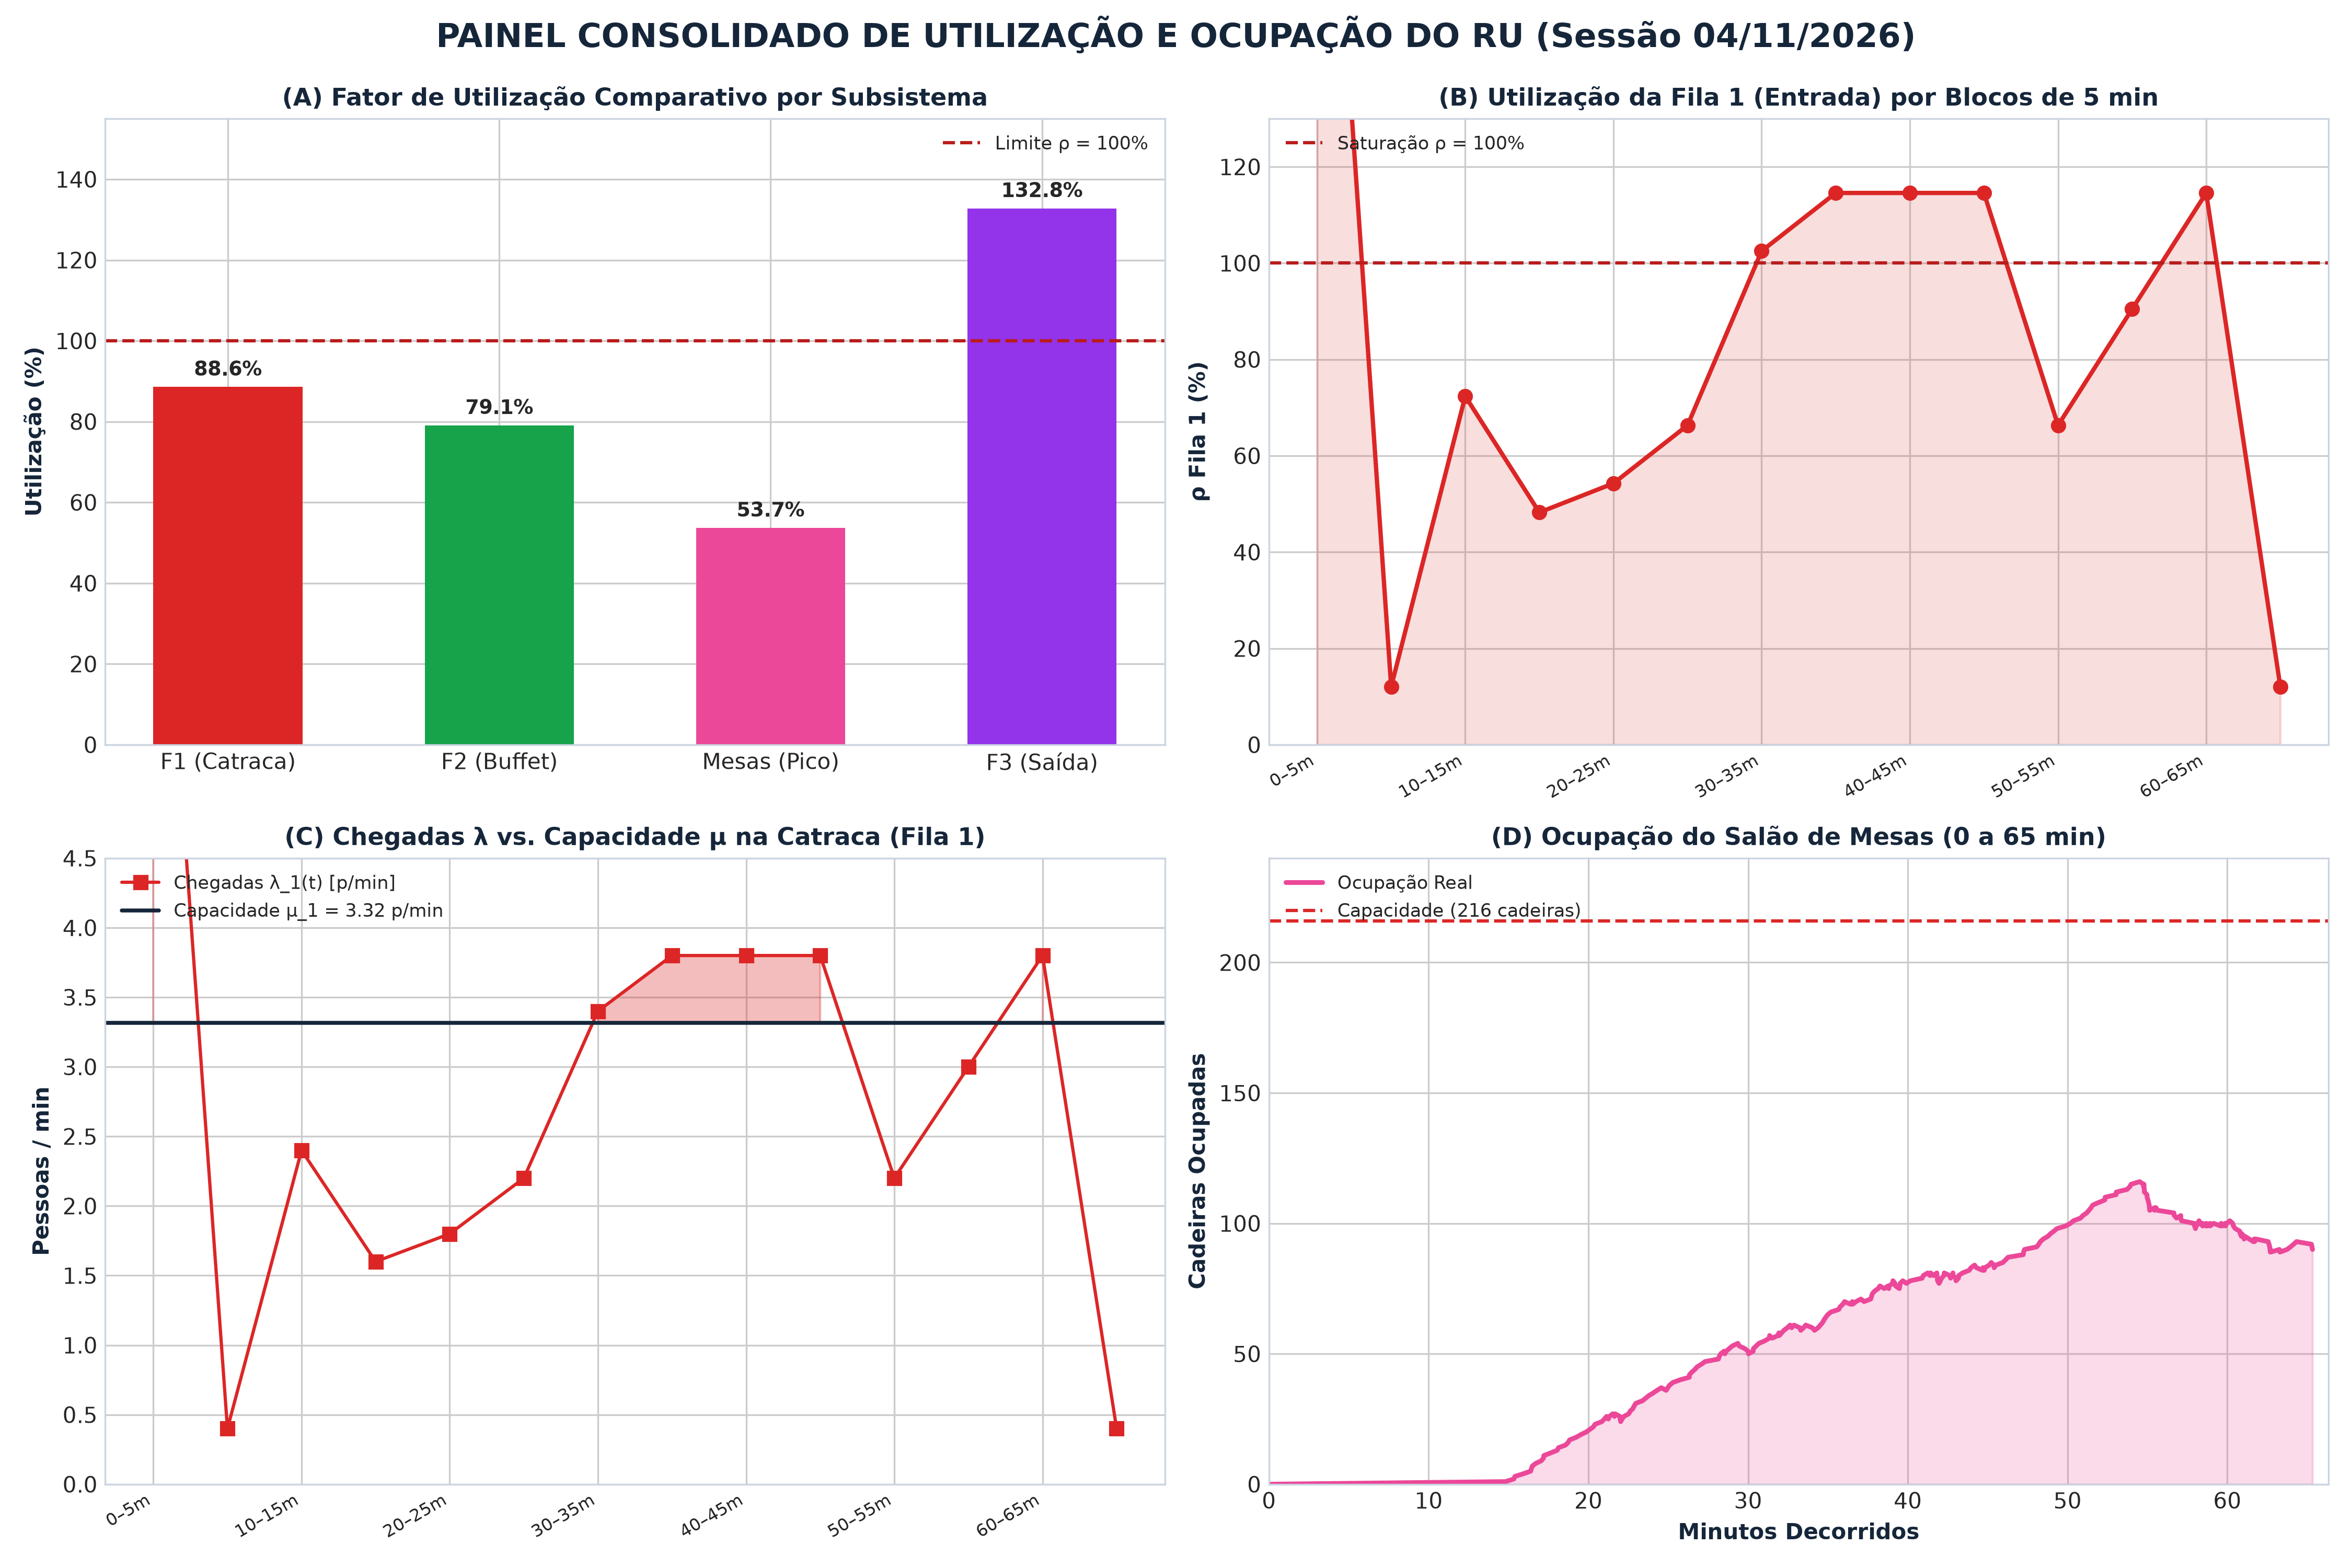 PAINEL CONSOLIDADO DE UTILIZAÇÃO E OCUPAÇÃO DO RU (Sessão 04/11/2026)
(A) Fator de Utilização Comparativo por Subsistema
Limite ρ = 100%
Utilização (%)
140
120
100
80
60
40
20
0
88.6%
79.1%
53.7%
132.8%
F1 (Catraca)
F2 (Buffet)
Mesas (Pico)
F3 (Saída)
(B) Utilização da Fila 1 (Entrada) por Blocos de 5 min
Saturação ρ = 100%
ρ Fila 1 (%)
120
100
80
60
40
20
0
0–5m
10–15m
20–25m
30–35m
40–45m
50–55m
60–65m
(C) Chegadas λ vs. Capacidade μ na Catraca (Fila 1)
Chegadas λ_1(t) [p/min]
Capacidade μ_1 = 3.32 p/min
Pessoas / min
4.5
4.0
3.5
3.0
2.5
2.0
1.5
1.0
0.5
0.0
0–5m
10–15m
20–25m
30–35m
40–45m
50–55m
60–65m
(D) Ocupação do Salão de Mesas (0 a 65 min)
Ocupação Real
Capacidade (216 cadeiras)
Cadeiras Ocupadas
200
150
100
50
0
0
10
20
30
40
50
60
Minutos Decorridos